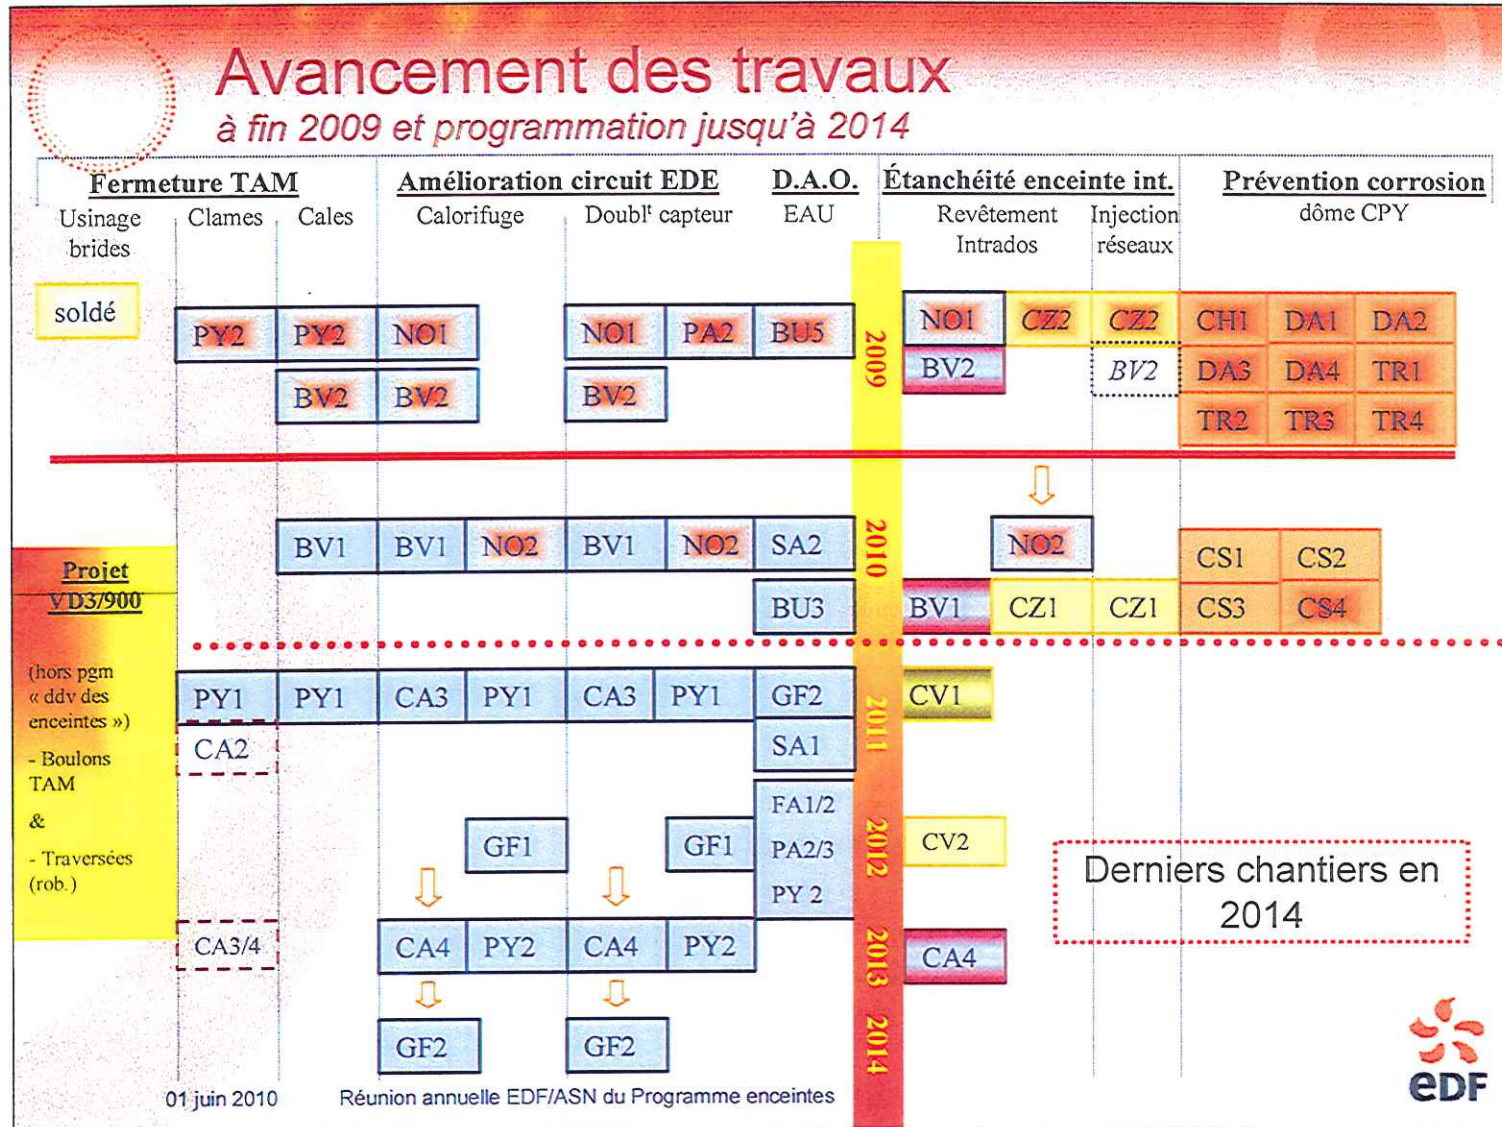 Avancement des travaux
à fin 2009 et programmation jusqu'à 2014
Fermeture TAM Amélioration circuit EDE D.A.O. Étanchéité enceinte int. Prévention corrosion
Usinage Clames Cales Calorifuge Doublt capteur EAU Revêtement Injection dôme CPY
brides Intrados réseaux
soldé
PY2 PY2 NO1 NO1 PA2 BU5 2009 NO1 CZ2 CZ2 CH1 DA1 DA2
BV2 BV2 BV2 BV2 BV2 DA3 DA4 TR1
TR2 TR3 TR4
BV1 BV1 NO2 BV1 NO2 SA2 2010 NO2 CS1 CS2
BU3 BV1 CZ1 CZ1 CS3 CS4
Projet
VD3/900
(hors pgm
« ddv des
enceintes »)
- Boulons
TAM
&
- Traversées
(rob.)
PY1 PY1 CA3 PY1 CA3 PY1 GF2 2011 CV1
CA2 SA1
FA1/2
GF1 GF1 PA2/3 2012 CV2
PY 2
Derniers chantiers en
2014
CA3/4 CA4 PY2 CA4 PY2 2013 CA4
GF2 GF2 2014
01 juin 2010 Réunion annuelle EDF/ASN du Programme enceintes
eDF